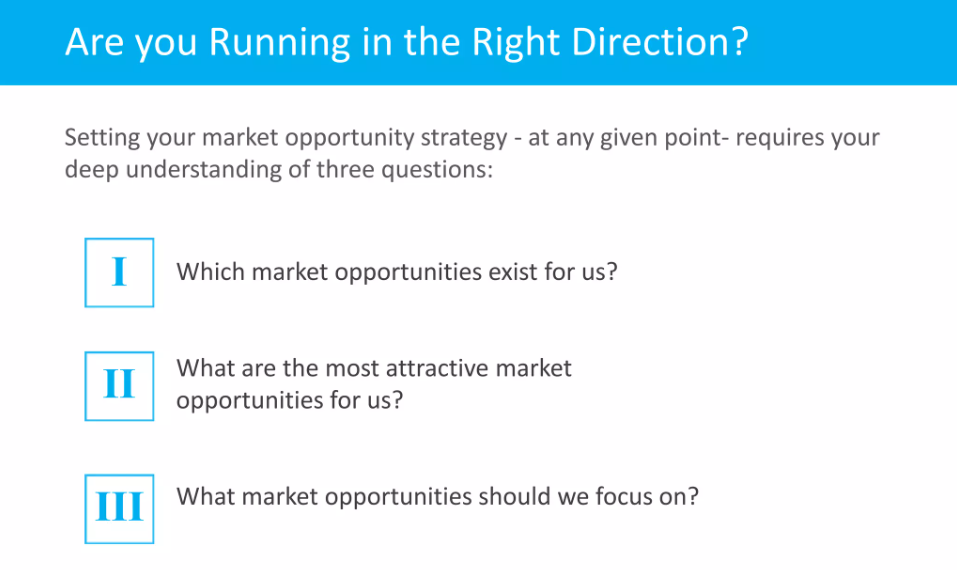 Are you Running in the Right Direction?
Setting your market opportunity strategy - at any given point- requires your
deep understanding of three questions:
I
Which market opportunities exist for us?
II
What are the most attractive market
opportunities for us?
III
What market opportunities should we focus on?